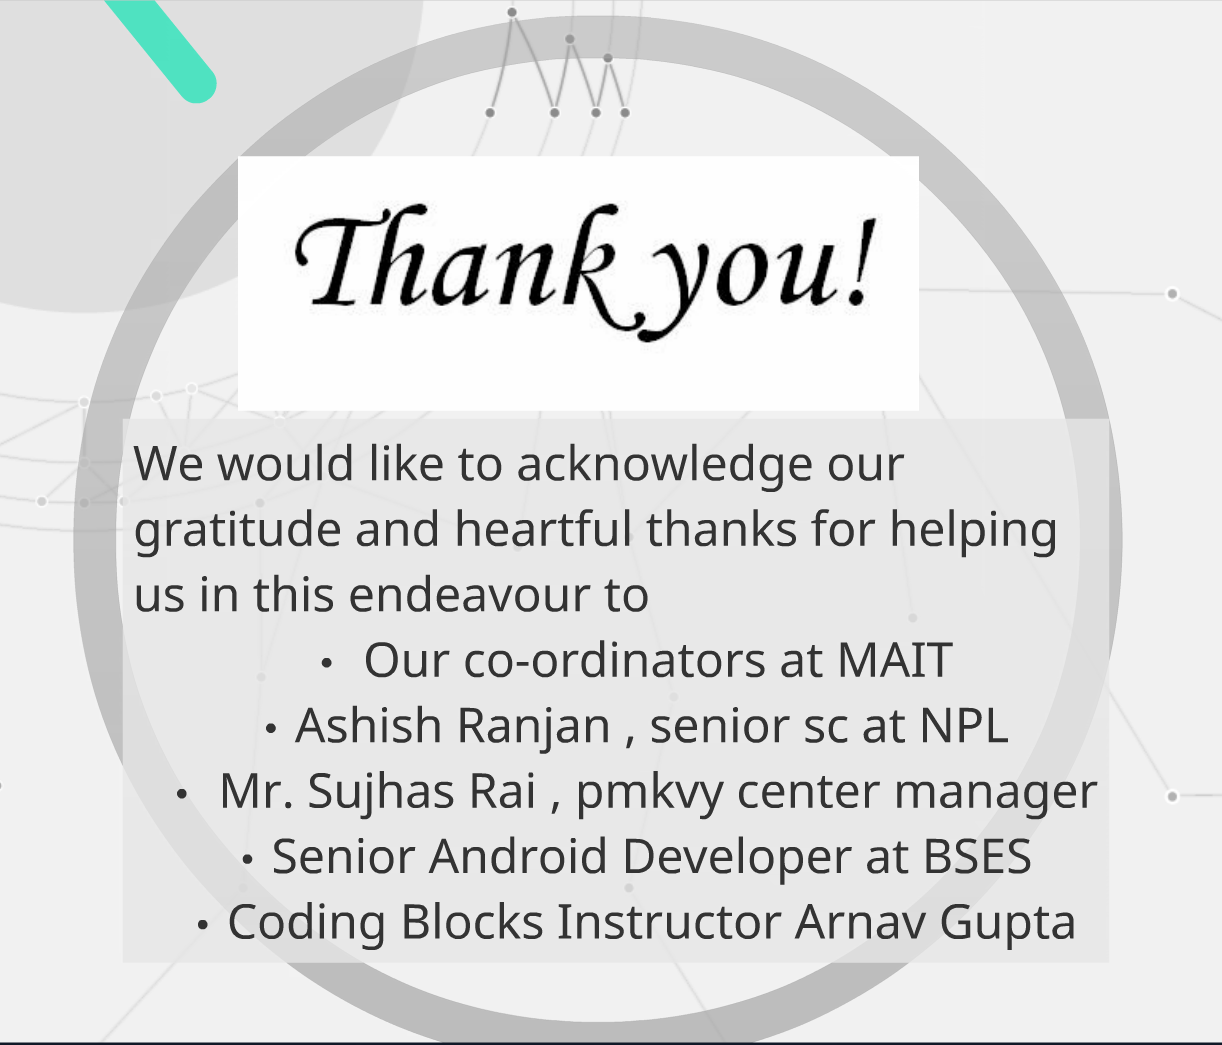 Thank you!
We would like to acknowledge our
gratitude and heartful thanks for helping
us in this endeavour to
• Our co-ordinators at MAIT
• Ashish Ranjan , senior sc at NPL
• Mr. Sujhas Rai , pmkvy center manager
• Senior Android Developer at BSES
• Coding Blocks Instructor Arnav Gupta